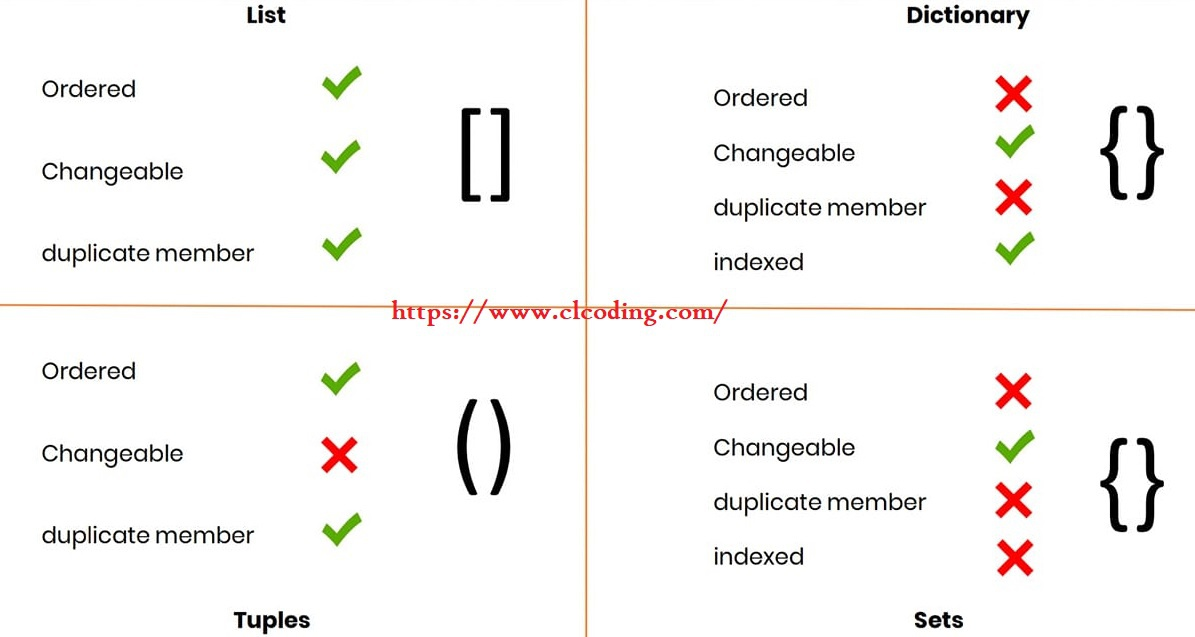 List
Ordered
Changeable
duplicate member
[]
Dictionary
Ordered
Changeable
duplicate member
indexed
{}
https://www.clcoding.com/
Ordered
Changeable
duplicate member
()
Tuples
Ordered
Changeable
duplicate member
indexed
{}
Sets